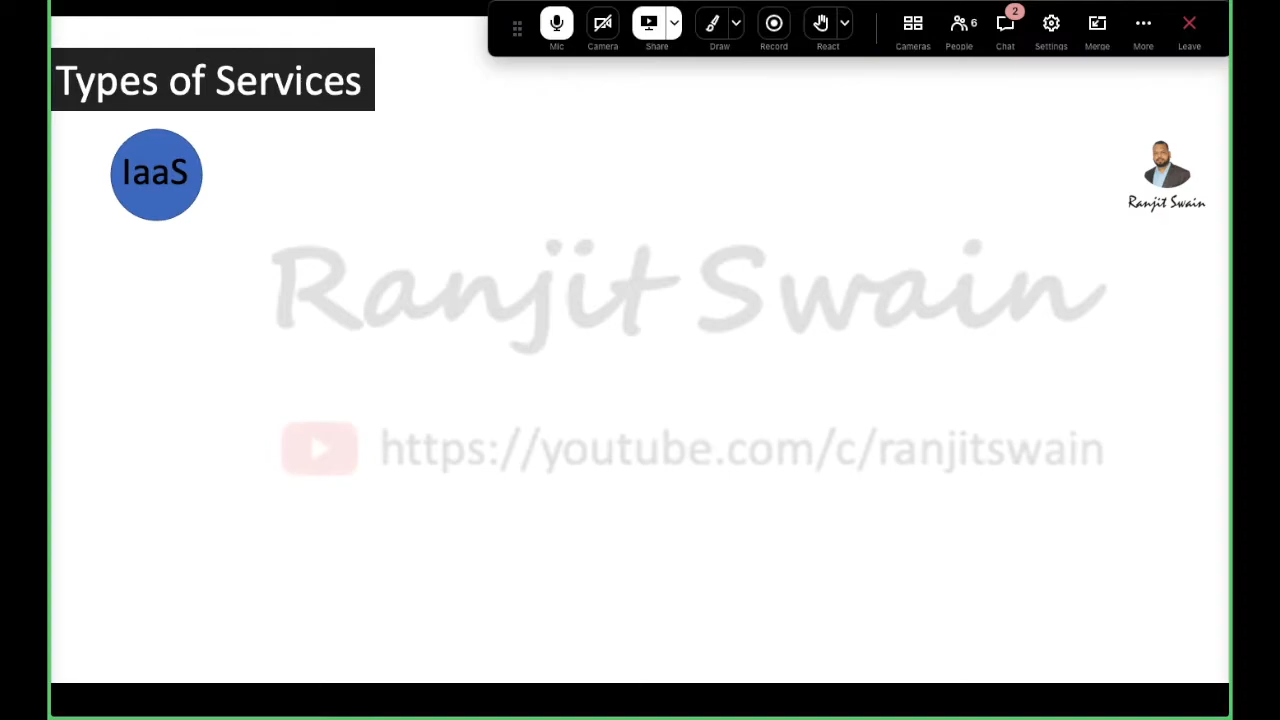 2
Mic Camera Share Draw Record React 6 Cameras People Chat Settings Merge More Leave
Types of Services
IaaS
Ranjit Swain
Ranjit Swain
https://youtube.com/c/ranjitswain